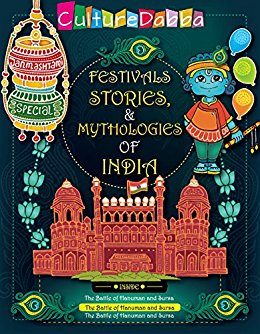 CultureDabba
JANMASHTAMI
SPECIAL
FESTIVALS
STORIES,
&
MYTHOLOGIES
OF
INDIA
INSIDE
The Battle of Hanuman and Sursa
The Battle of Hanuman and Sursa
The Battle of Hanuman and Sursa